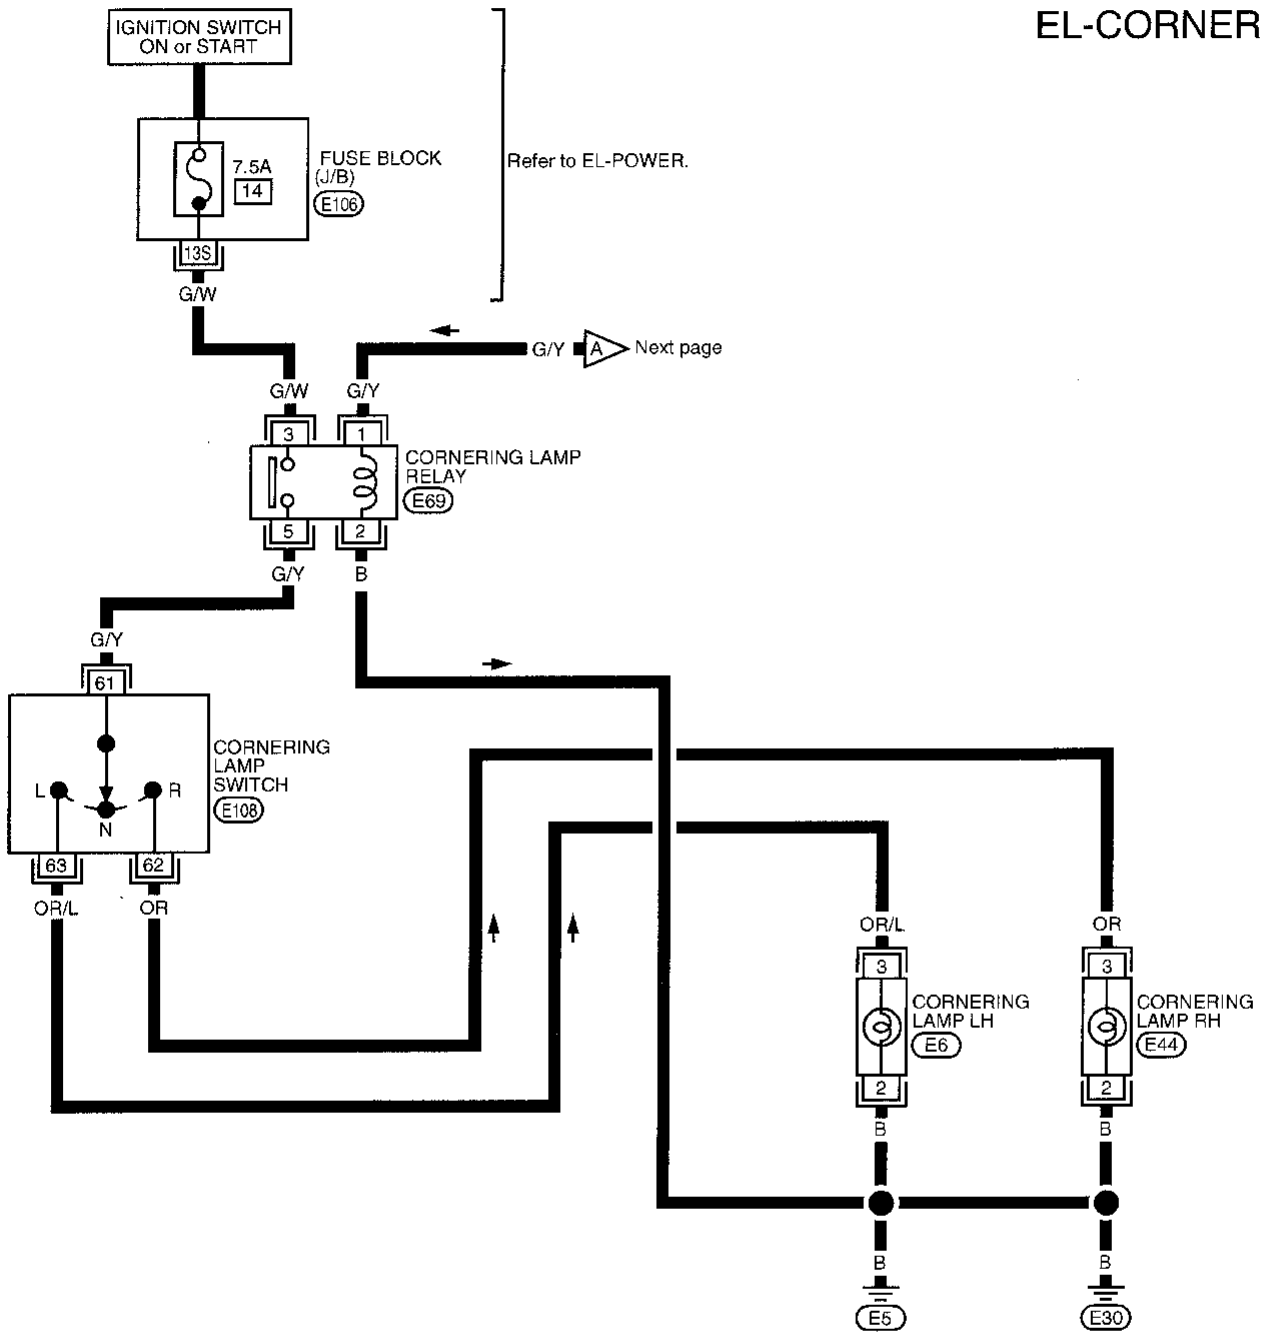 EL-CORNER
IGNITION SWITCH
ON or START
7.5A
14
FUSE BLOCK
(J/B)
E106
Refer to EL-POWER.
13S
G/W
G/Y
A
Next page
G/W
G/Y
3
1
CORNERING LAMP
RELAY
E69
5
2
G/Y
B
G/Y
61
CORNERING
LAMP
SWITCH
E108
L
R
N
63
62
OR/L
OR
OR/L
OR
3
3
CORNERING
LAMP LH
E6
CORNERING
LAMP RH
E44
2
2
B
B
B
B
E5
E30